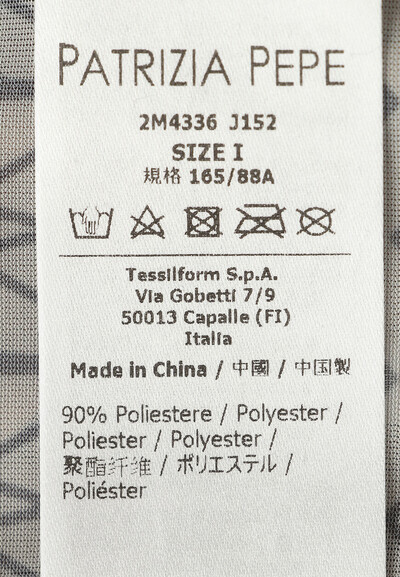 PATRIZIA PEPE
2M4336 J152
SIZE I
規格 165/88A
Tessilform S.p.A.
Via Gobetti 7/9
50013 Capalle (FI)
Italia
Made in China / 中國 / 中国製
90% Poliestere / Polyester /
Poliester / Polyester /
聚酯纤维 / ポリエステル /
Poliéster